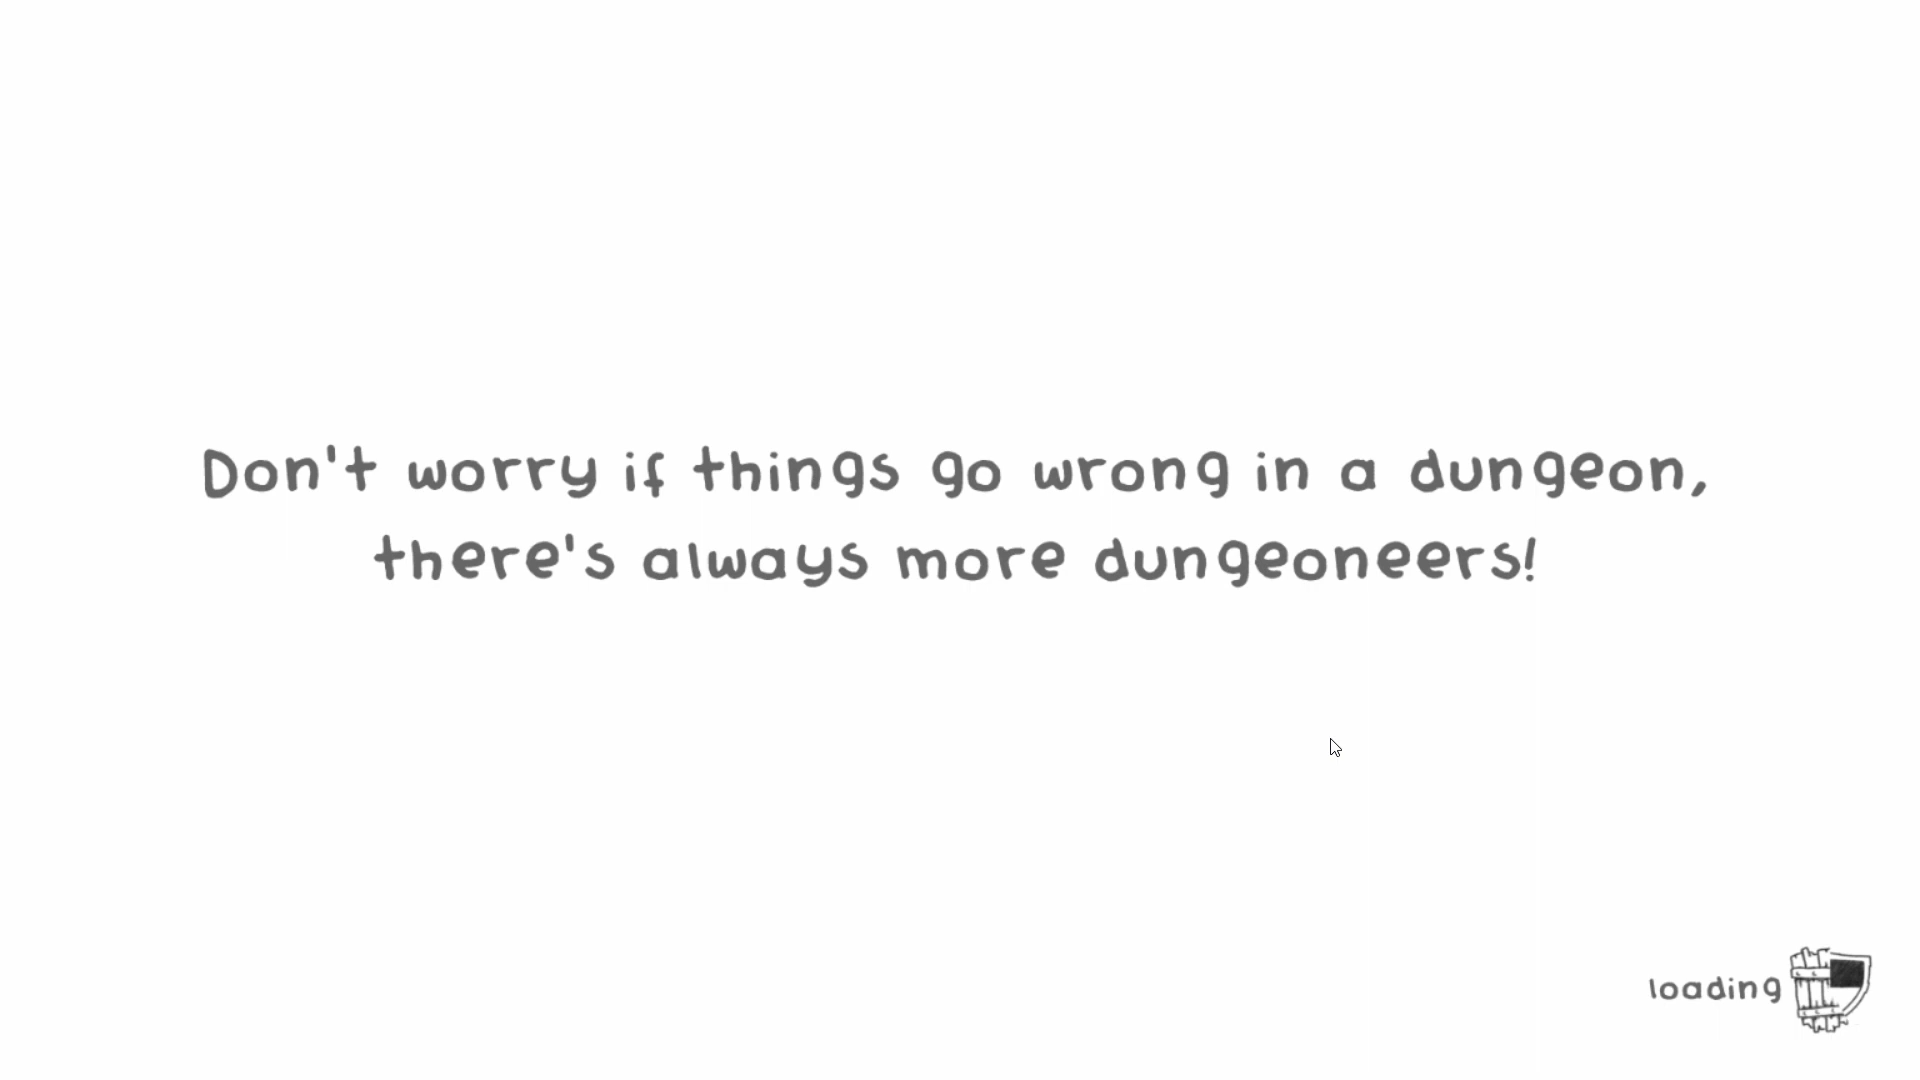 Don't worry if things go wrong in a dungeon,
there's always more dungeoneers!
loading